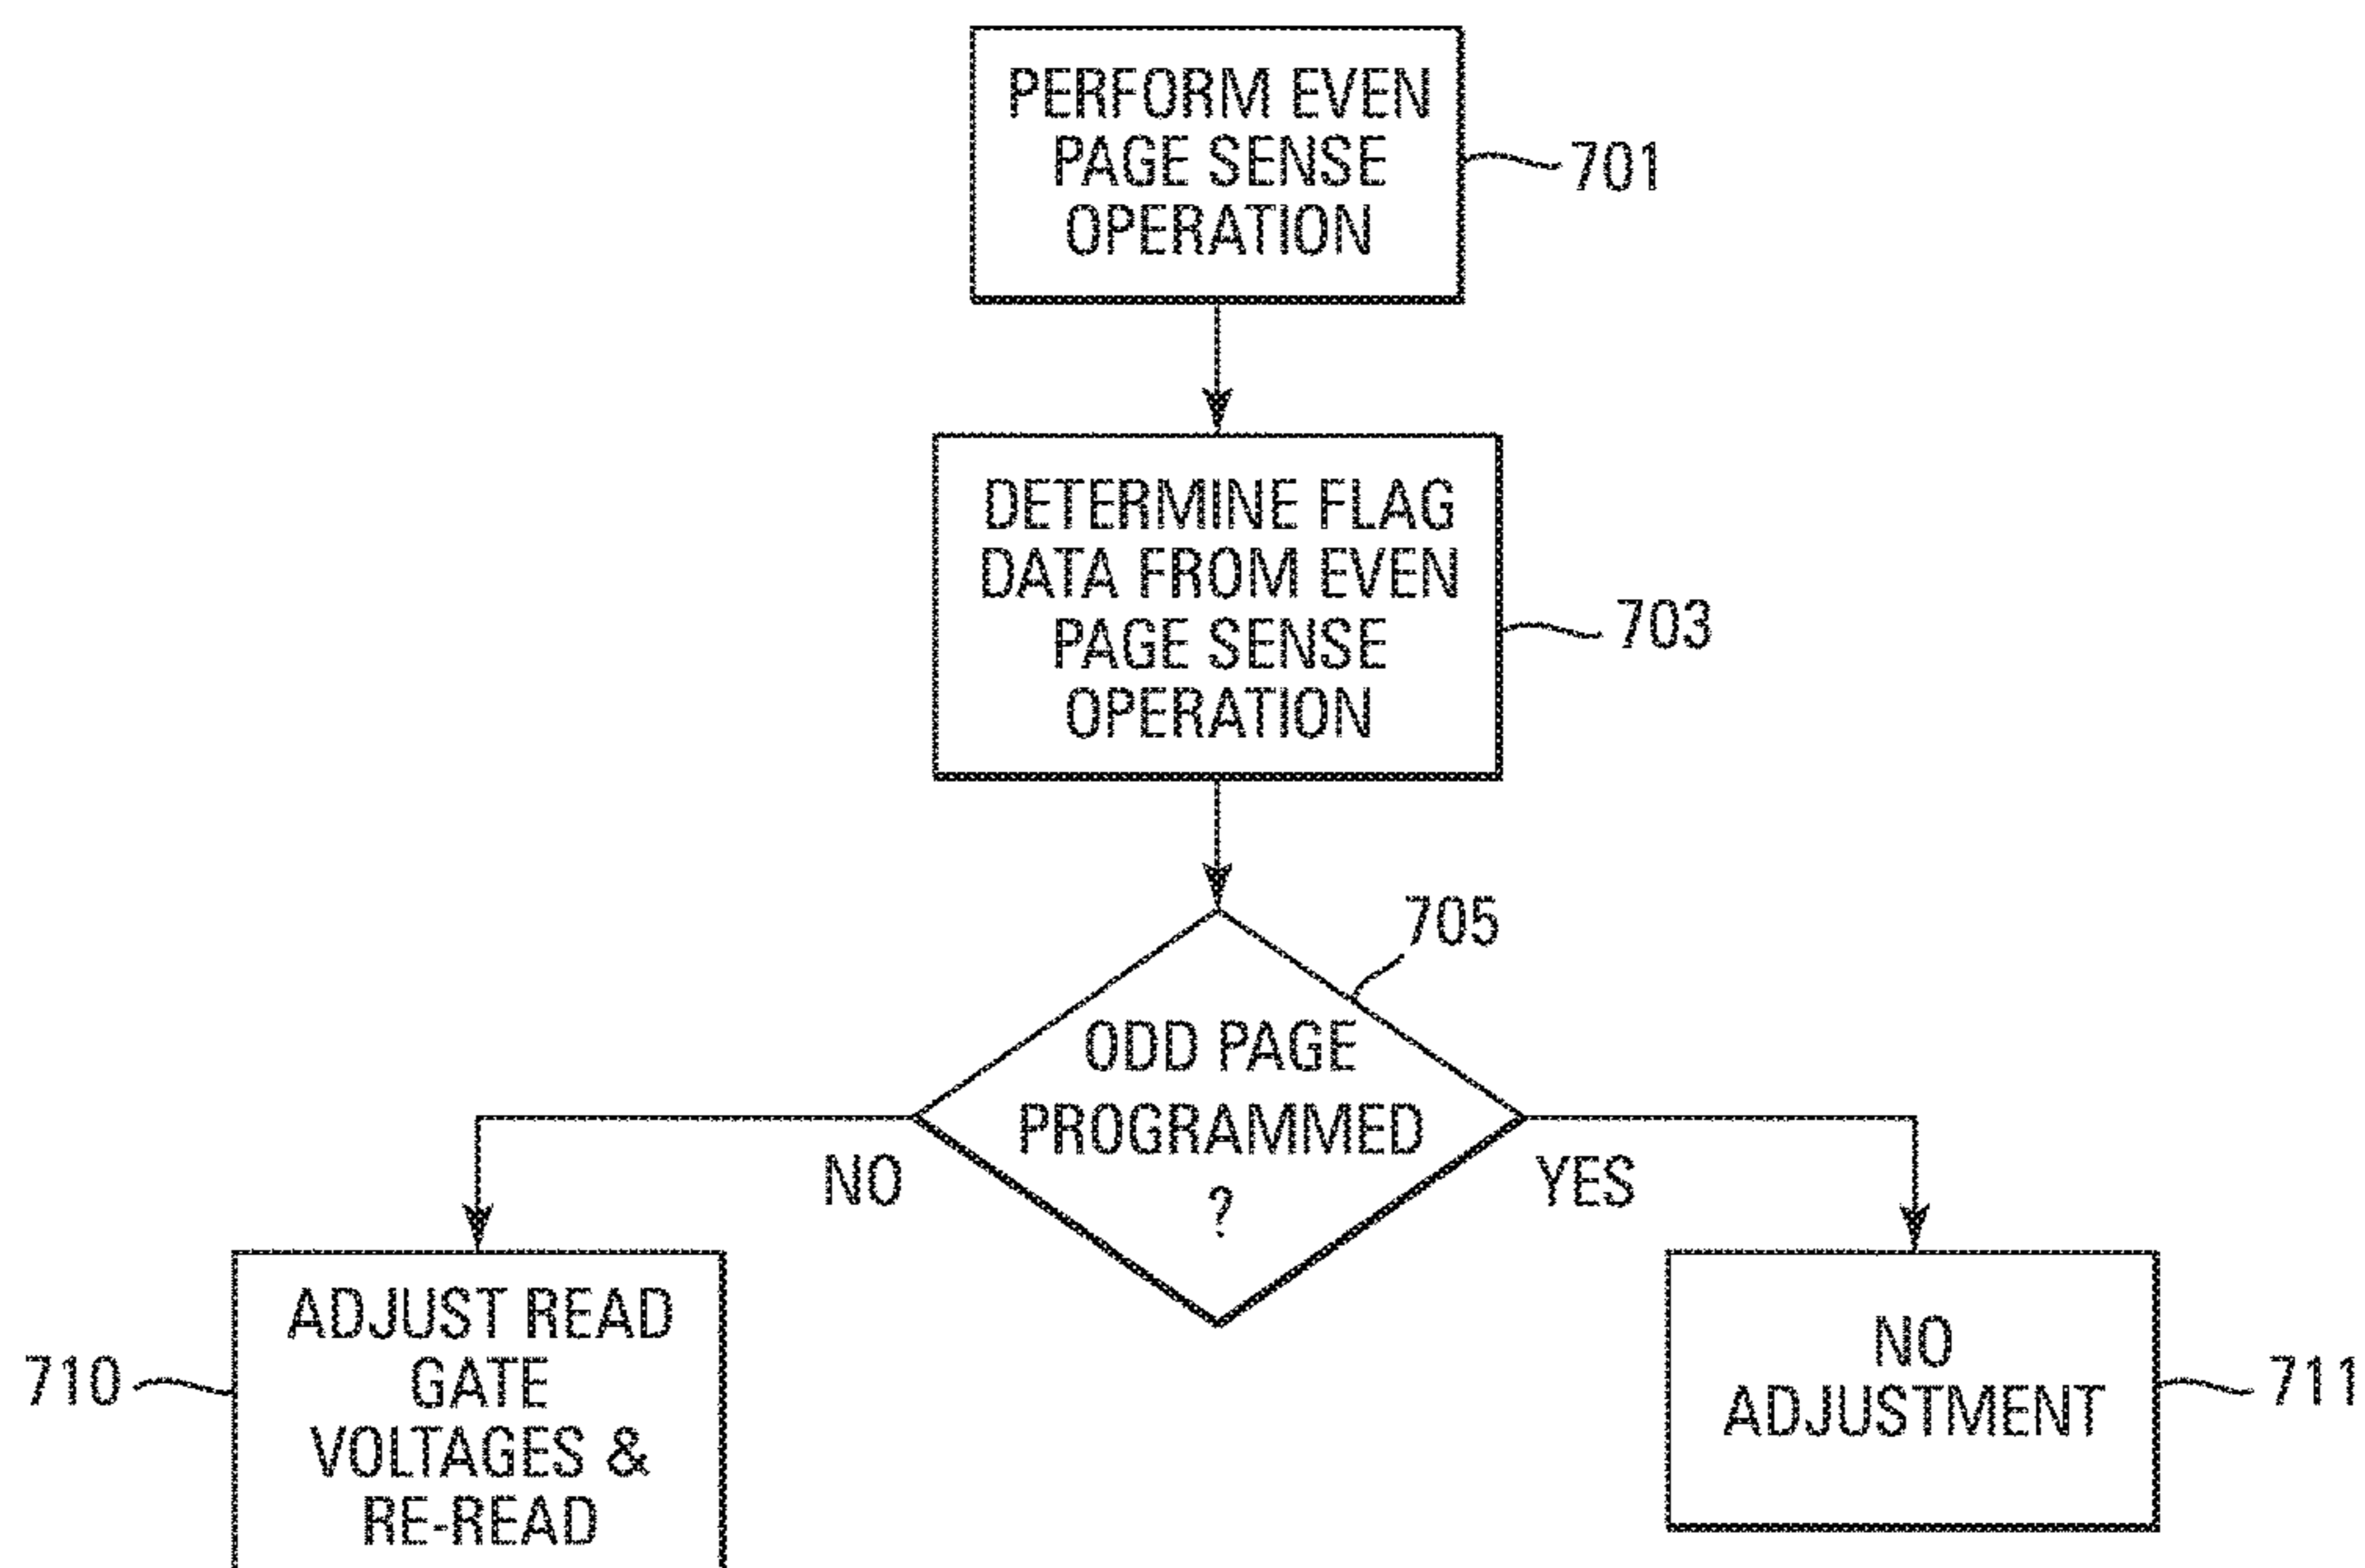 PERFORM EVEN
PAGE SENSE
OPERATION
701
DETERMINE FLAG
DATA FROM EVEN
PAGE SENSE
OPERATION
703
705
ODD PAGE
PROGRAMMED
?
NO
YES
ADJUST READ
GATE
VOLTAGES &
RE-READ
710
NO
ADJUSTMENT
711